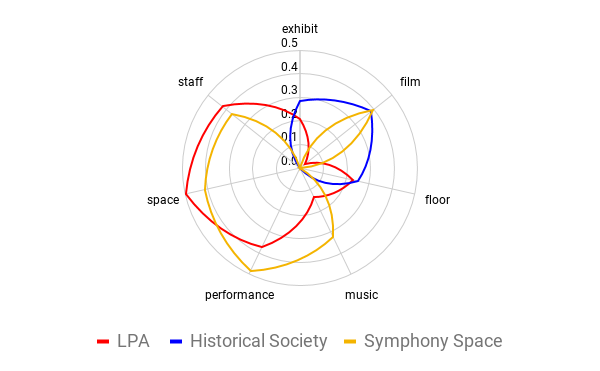 exhibit
0.5
0.4
0.3
0.2
0.1
0.0
staff
film
space
floor
performance
music
LPA Historical Society Symphony Space